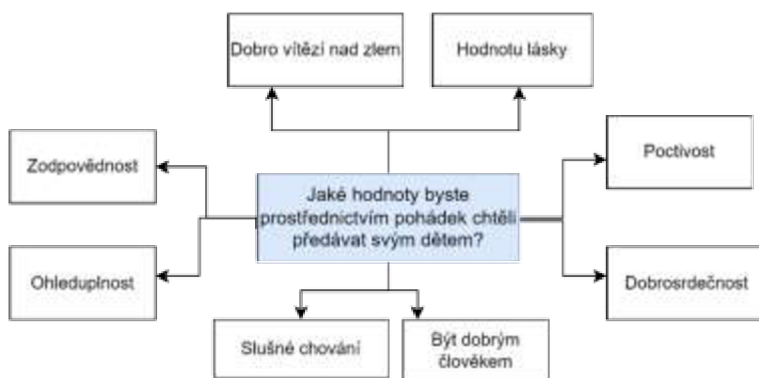 Dobro vítězí nad zlem
Hodnotu lásky
Zodpovědnost
Poctivost
Jaké hodnoty byste
prostřednictvím pohádek chtěli
předávat svým dětem?
Ohleduplnost
Dobrosrdečnost
Slušné chování
Být dobrým
člověkem